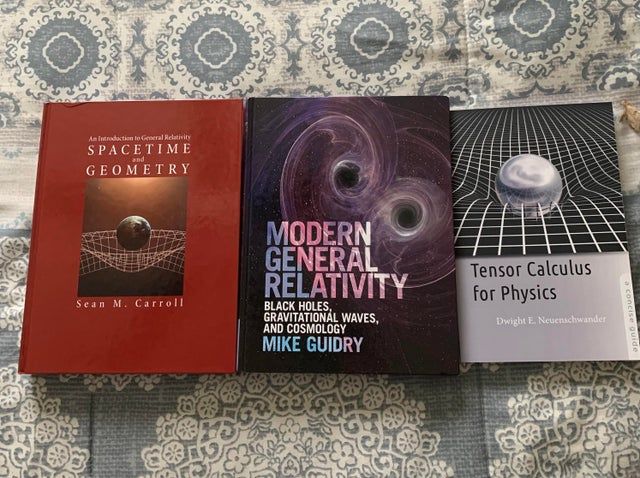 An Introduction to General Relativity
SPACETIME
and
GEOMETRY
Sean M. Carroll
MODERN
GENERAL
RELATIVITY
BLACK HOLES,
GRAVITATIONAL WAVES,
AND COSMOLOGY
MIKE GUIDRY
Tensor Calculus
for Physics
Dwight E. Neuenschwander
a concise guide